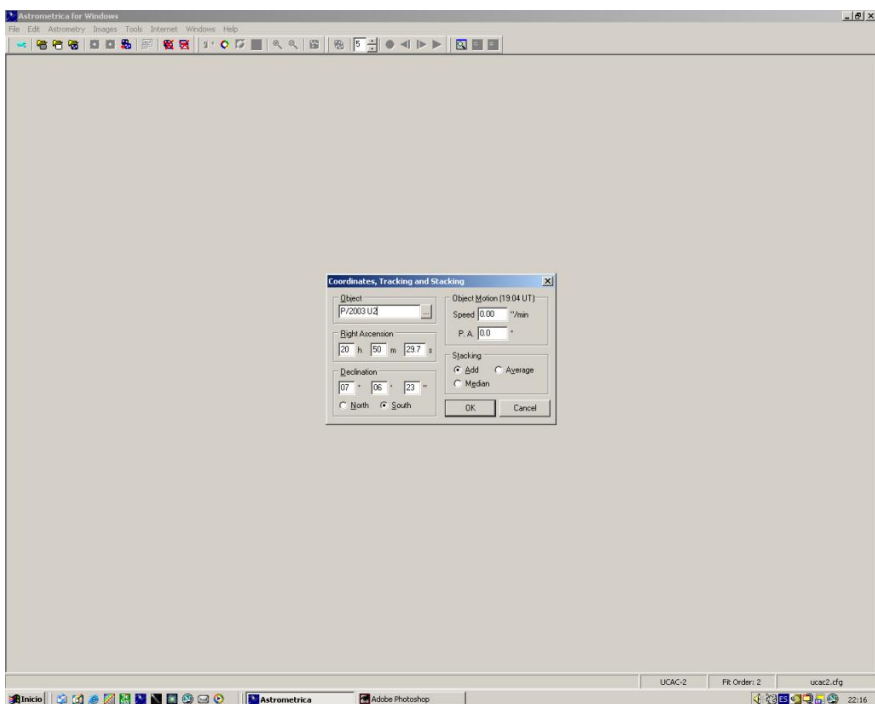 Astrometrica for Windows
File Edit Astrometry Images Tools Internet Windows Help
5
Coordinates, Tracking and Stacking
Object
P/2003 U2
...
Right Ascension
20 h 50 m 29.7 s
Declination
07 ° 06 ' 23 "
North South
Object Motion (19.04 UT)
Speed 0.00 "/min
P. A. 0.0 °
Stacking
Add Average
Median
OK Cancel
UCAC-2 Fit Order: 2 ucac2.cfg
Inicio Astrometrica Adobe Photoshop ES 22:16